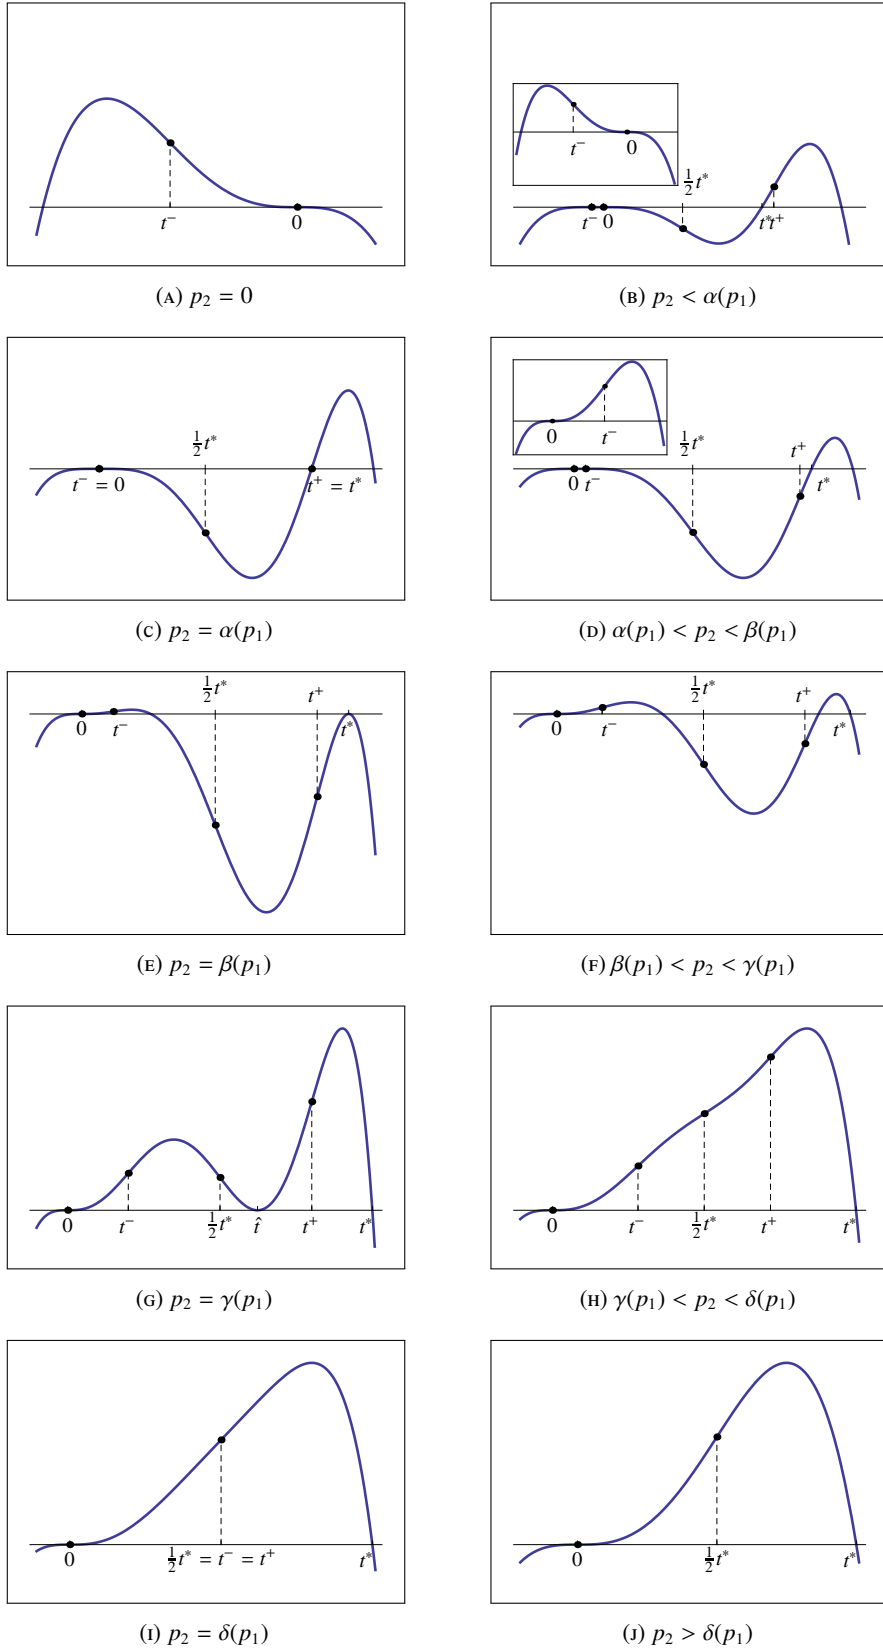 t⁻ 0
(A) p₂ = 0
t⁻ 0
½t*
t⁻ 0 t* t⁺
(B) p₂ < α(p₁)
½t*
t⁻ = 0 t⁺ = t*
(C) p₂ = α(p₁)
0 t⁻
½t* t⁺
0 t⁻ t*
(D) α(p₁) < p₂ < β(p₁)
½t* t⁺
0 t⁻ t*
(E) p₂ = β(p₁)
½t* t⁺
0 t⁻ t*
(F) β(p₁) < p₂ < γ(p₁)
0 t⁻ ½t* t̂ t⁺ t*
(G) p₂ = γ(p₁)
0 t⁻ ½t* t⁺ t*
(H) γ(p₁) < p₂ < δ(p₁)
0 ½t* = t⁻ = t⁺ t*
(I) p₂ = δ(p₁)
0 ½t* t*
(J) p₂ > δ(p₁)